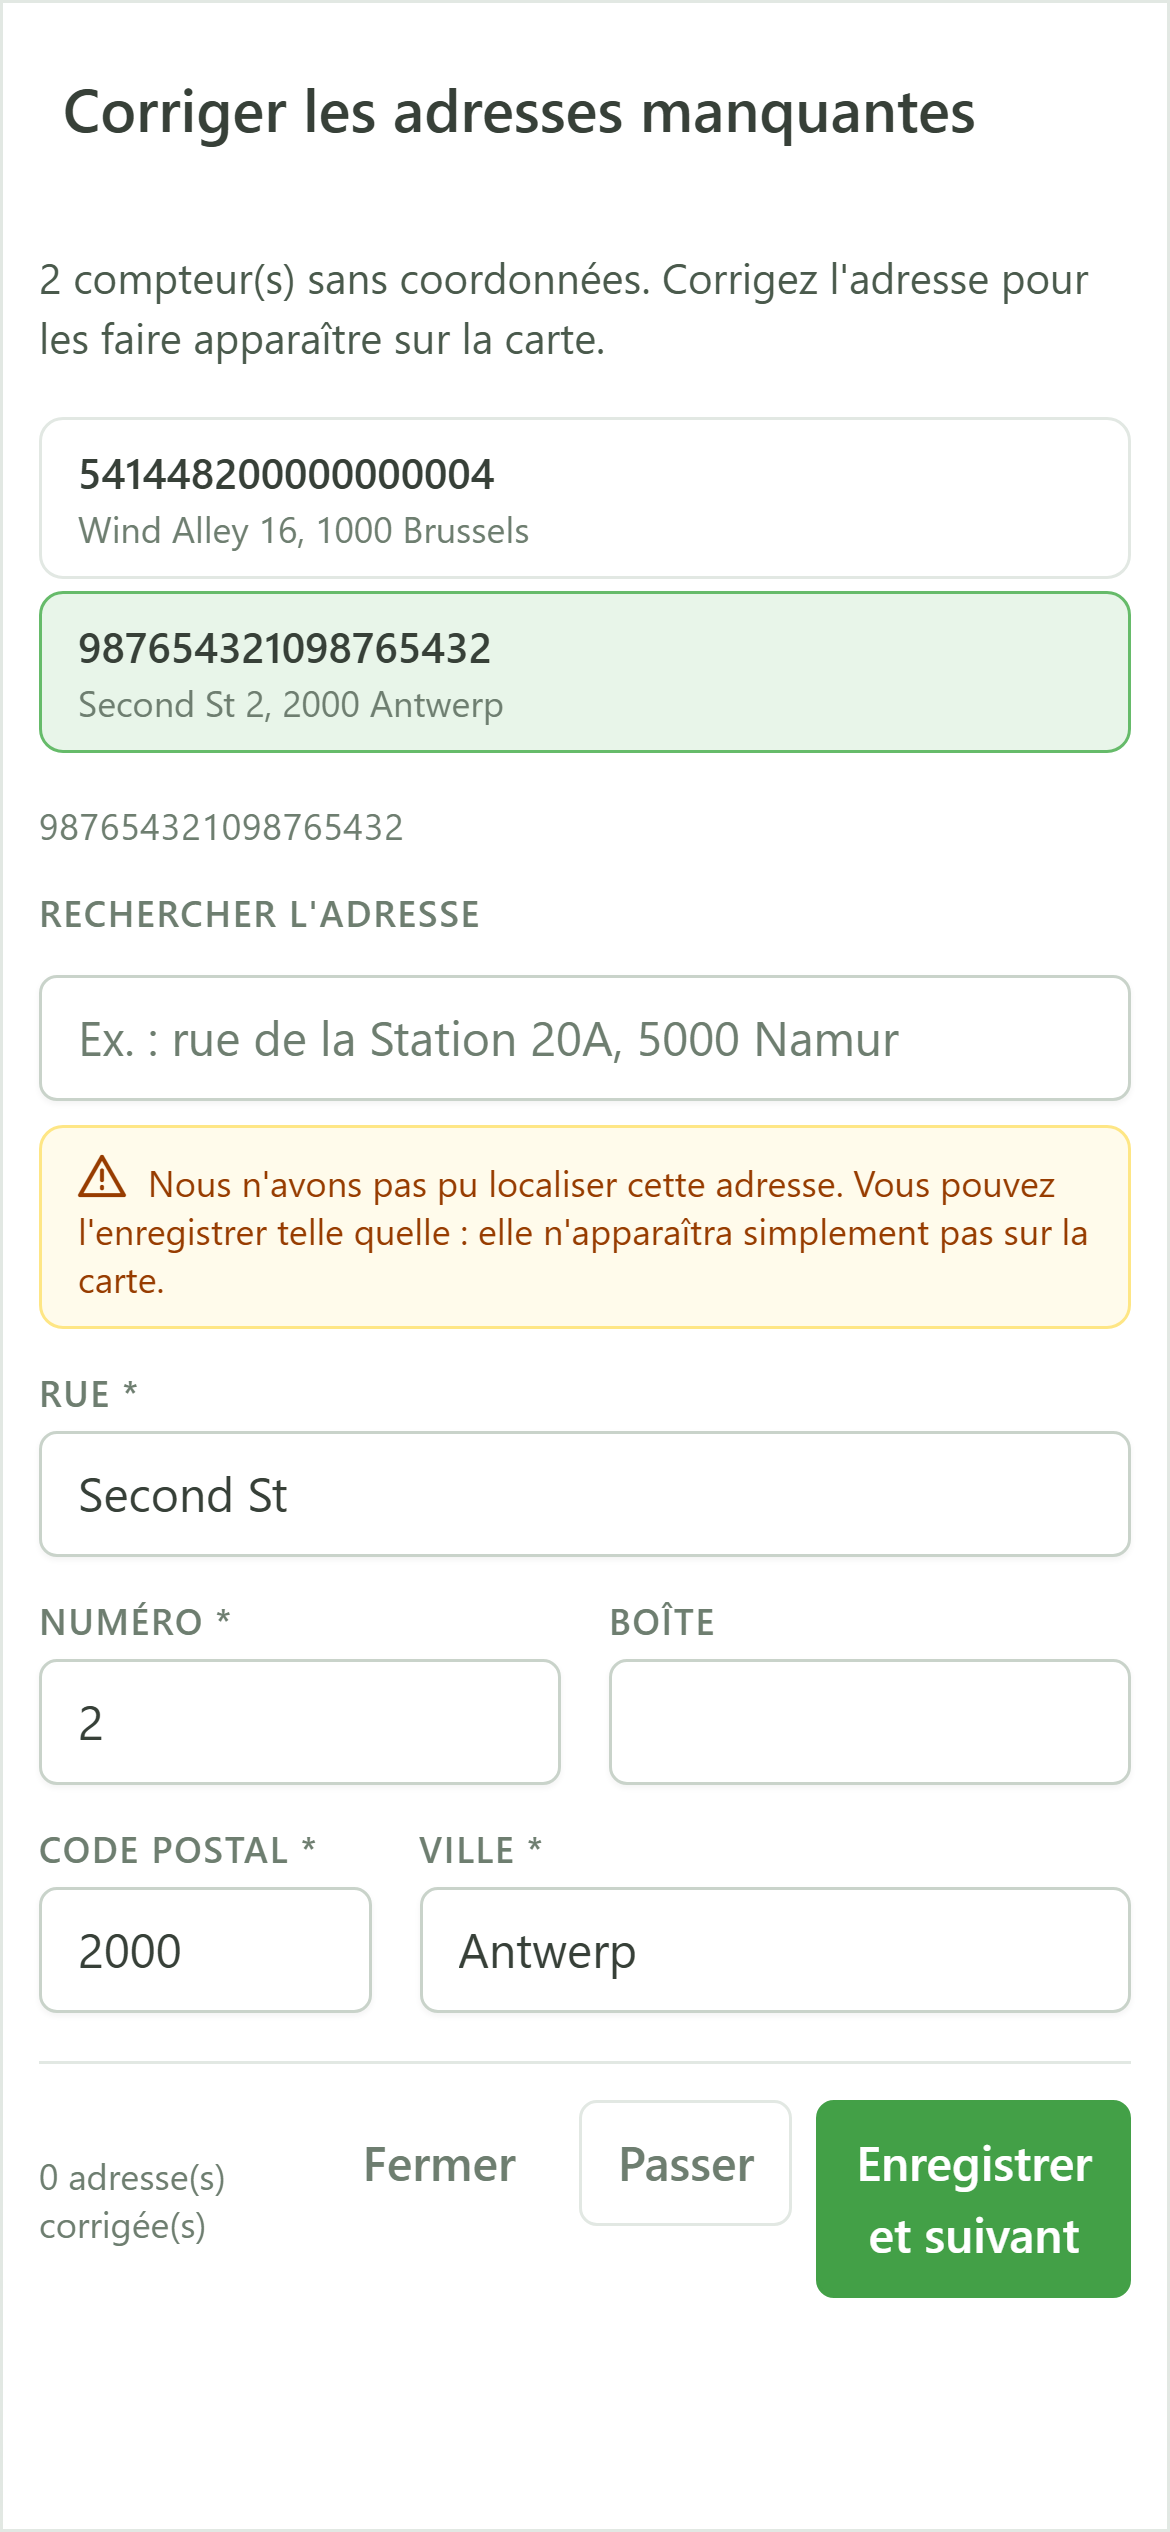 Corriger les adresses manquantes
2 compteur(s) sans coordonnées. Corrigez l'adresse pour
les faire apparaître sur la carte.
541448200000000004
Wind Alley 16, 1000 Brussels
987654321098765432
Second St 2, 2000 Antwerp
987654321098765432
RECHERCHER L'ADRESSE
Ex. : rue de la Station 20A, 5000 Namur
Nous n'avons pas pu localiser cette adresse. Vous pouvez
l'enregistrer telle quelle : elle n'apparaîtra simplement pas sur la
carte.
RUE *
Second St
NUMÉRO * BOÎTE
2
CODE POSTAL * VILLE *
2000 Antwerp
0 adresse(s)
corrigée(s)
Fermer
Passer
Enregistrer
et suivant